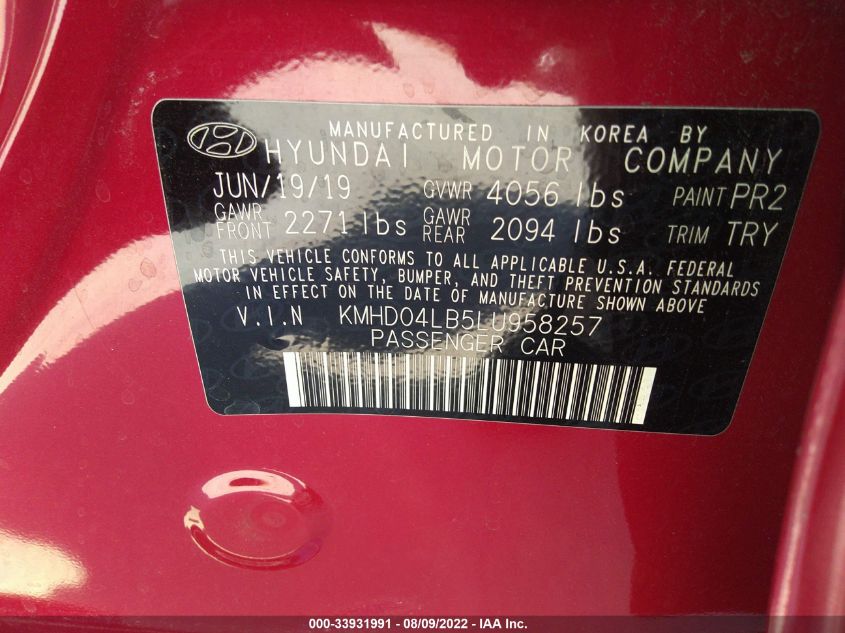 MANUFACTURED IN KOREA BY
HYUNDAI MOTOR COMPANY
JUN/19/19 GVWR 4056 lbs PAINT PR2
GAWR FRONT 2271 lbs GAWR REAR 2094 lbs TRIM TRY
THIS VEHICLE CONFORMS TO ALL APPLICABLE U.S.A. FEDERAL
MOTOR VEHICLE SAFETY, BUMPER, AND THEFT PREVENTION STANDARDS
IN EFFECT ON THE DATE OF MANUFACTURE SHOWN ABOVE
V.I.N KMHD04LB5LU958257
PASSENGER CAR
000-33931991 - 08/09/2022 - IAA Inc.